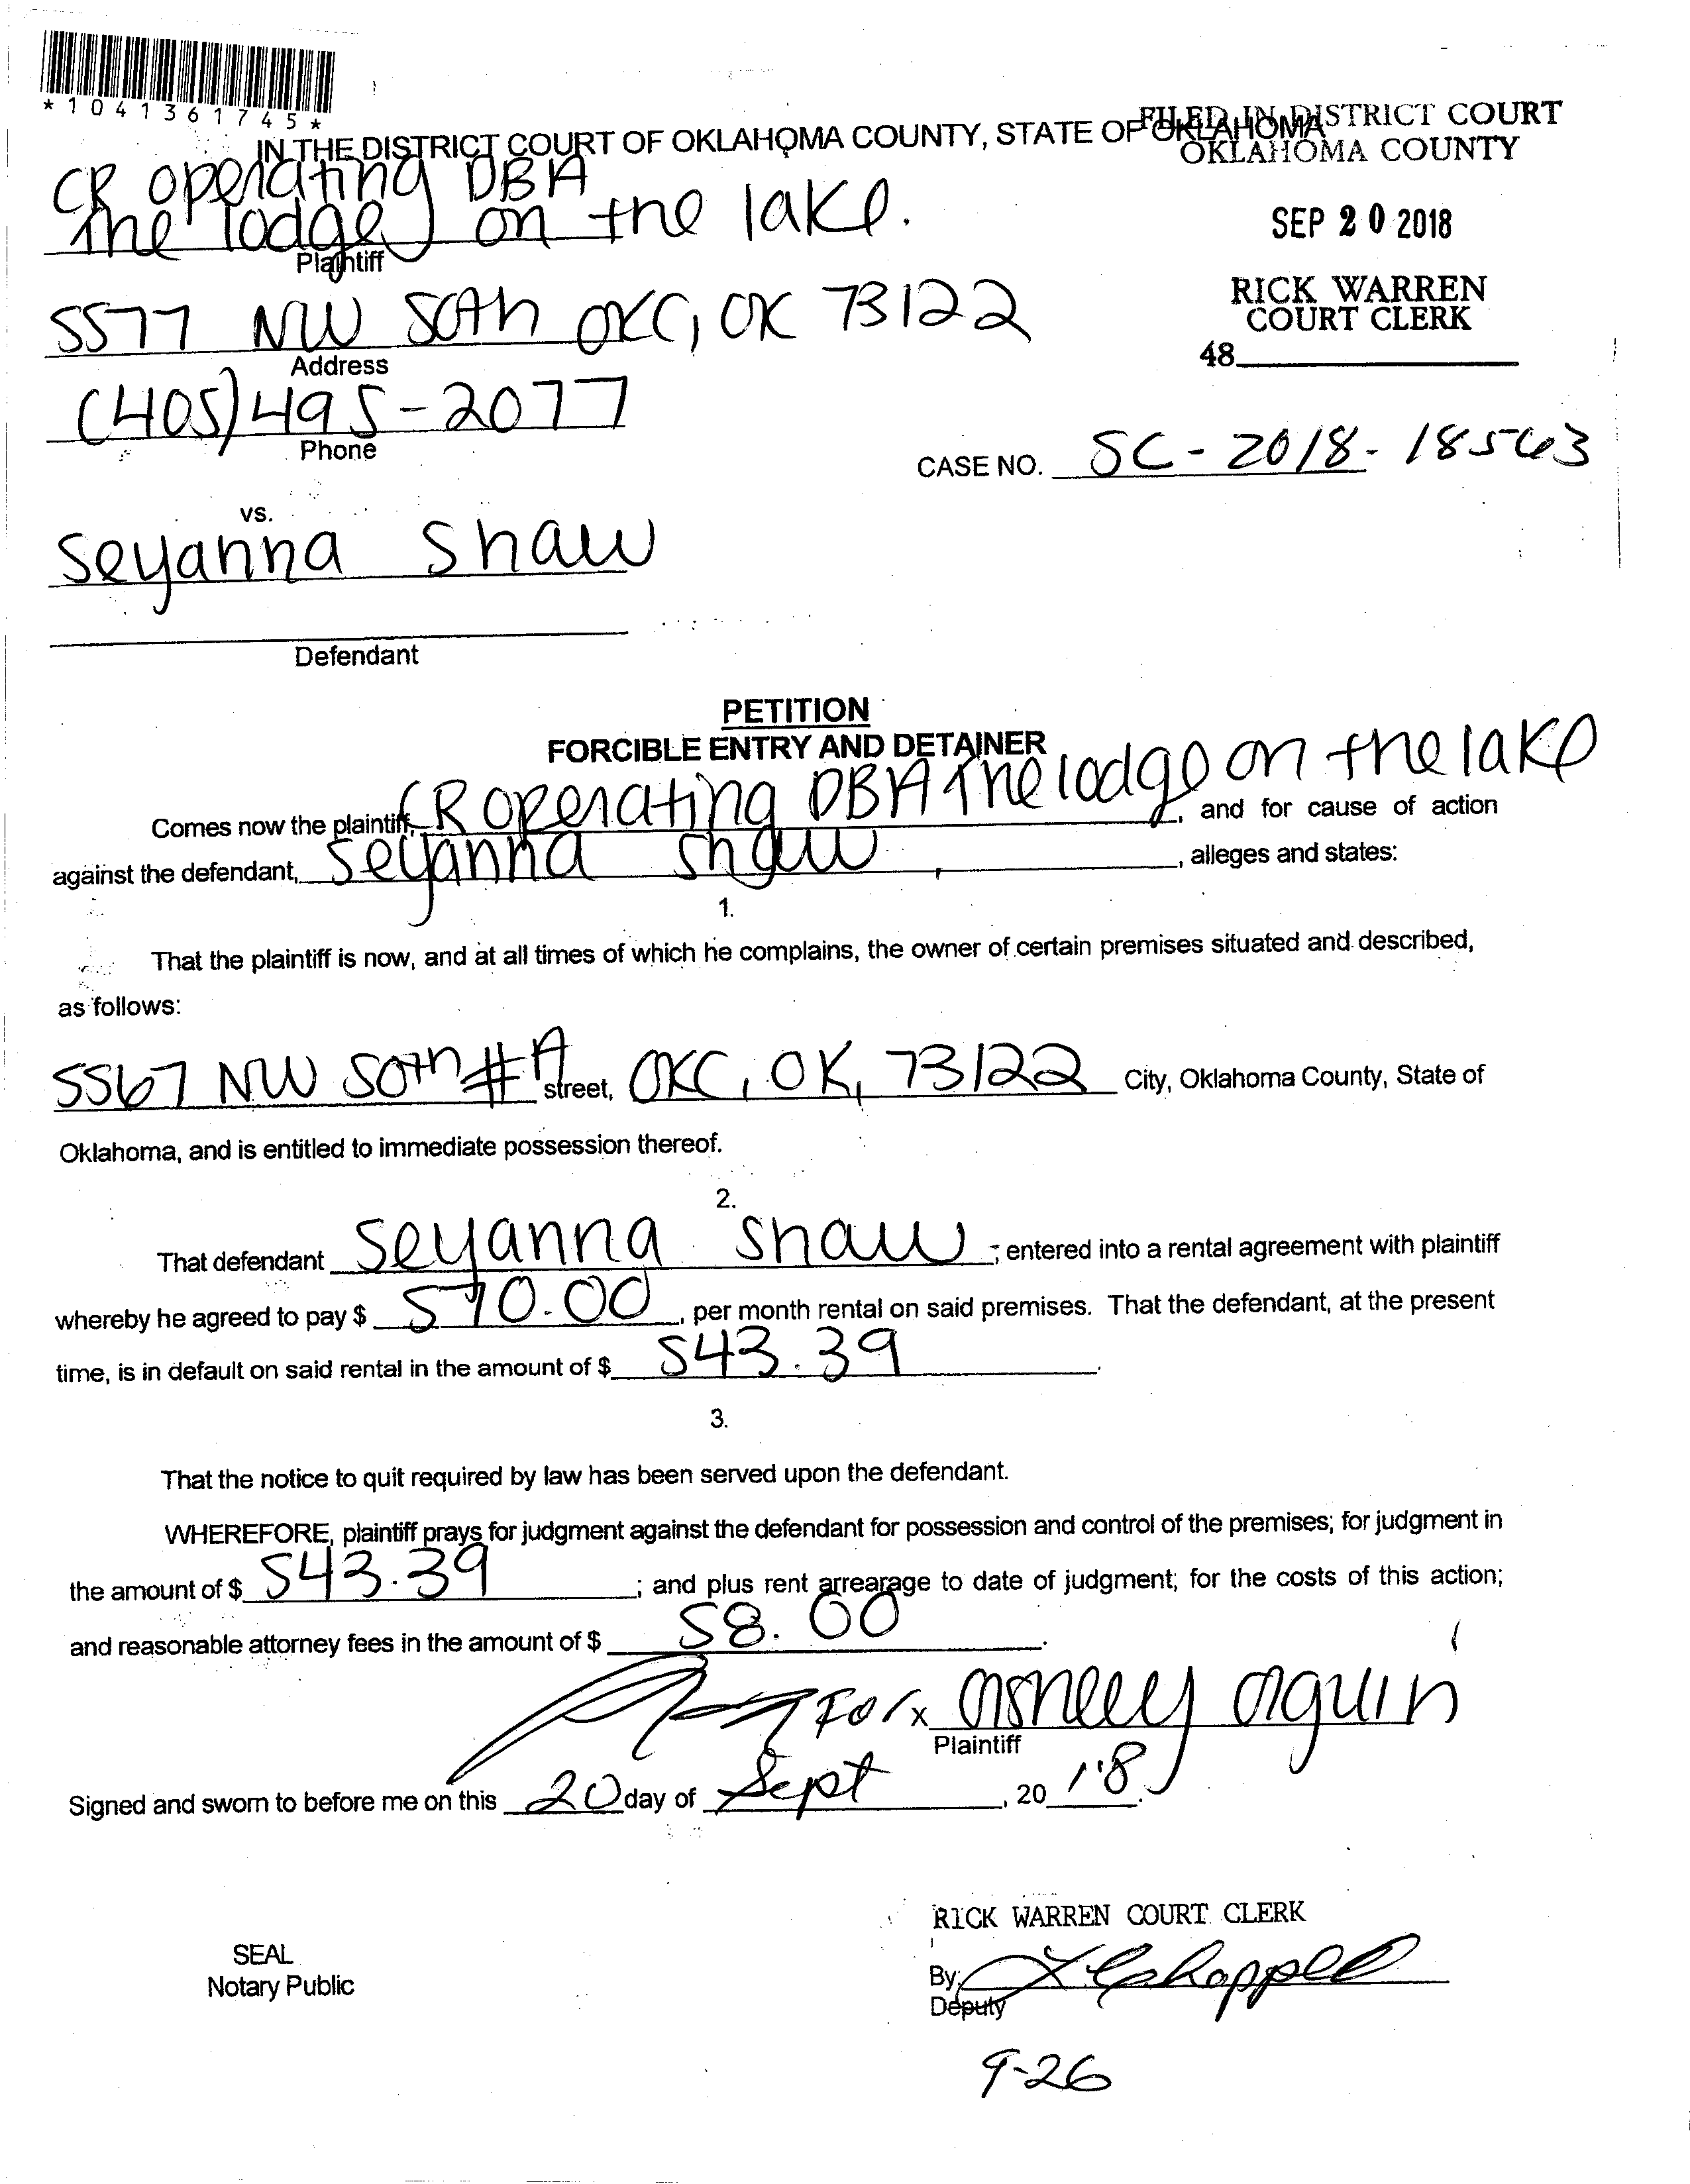 *1041361745*
IN THE DISTRICT COURT OF OKLAHOMA COUNTY, STATE OF OKLAHOMA
FILED IN DISTRICT COURT
OKLAHOMA COUNTY
SEP 20 2018
RICK WARREN
COURT CLERK
48
CR operating DBA
The lodge on the lake.
Plaintiff
5577 NW 50th OKC, OK 73122
Address
(405)495-2077
Phone
CASE NO. SC-2018-18563
vs.
Seyanna Shaw
Defendant
PETITION
FORCIBLE ENTRY AND DETAINER
Comes now the plaintiff, CR operating DBA The lodge on the lake, and for cause of action
against the defendant, Seyanna Shaw, alleges and states:
1.
That the plaintiff is now, and at all times of which he complains, the owner of certain premises situated and described,
as follows:
5567 NW 50th #A street, OKC, OK, 73122 City, Oklahoma County, State of
Oklahoma, and is entitled to immediate possession thereof.
2.
That defendant Seyanna Shaw; entered into a rental agreement with plaintiff
whereby he agreed to pay $ 570.00, per month rental on said premises. That the defendant, at the present
time, is in default on said rental in the amount of $ 543.39.
3.
That the notice to quit required by law has been served upon the defendant.
WHEREFORE, plaintiff prays for judgment against the defendant for possession and control of the premises; for judgment in
the amount of $ 543.39; and plus rent arrearage to date of judgment; for the costs of this action;
and reasonable attorney fees in the amount of $ 58.00.
For x Ashley Aguin
Plaintiff
Signed and sworn to before me on this 20 day of Sept, 20 18.
RICK WARREN COURT CLERK
SEAL
Notary Public
By:
Deputy
9-26